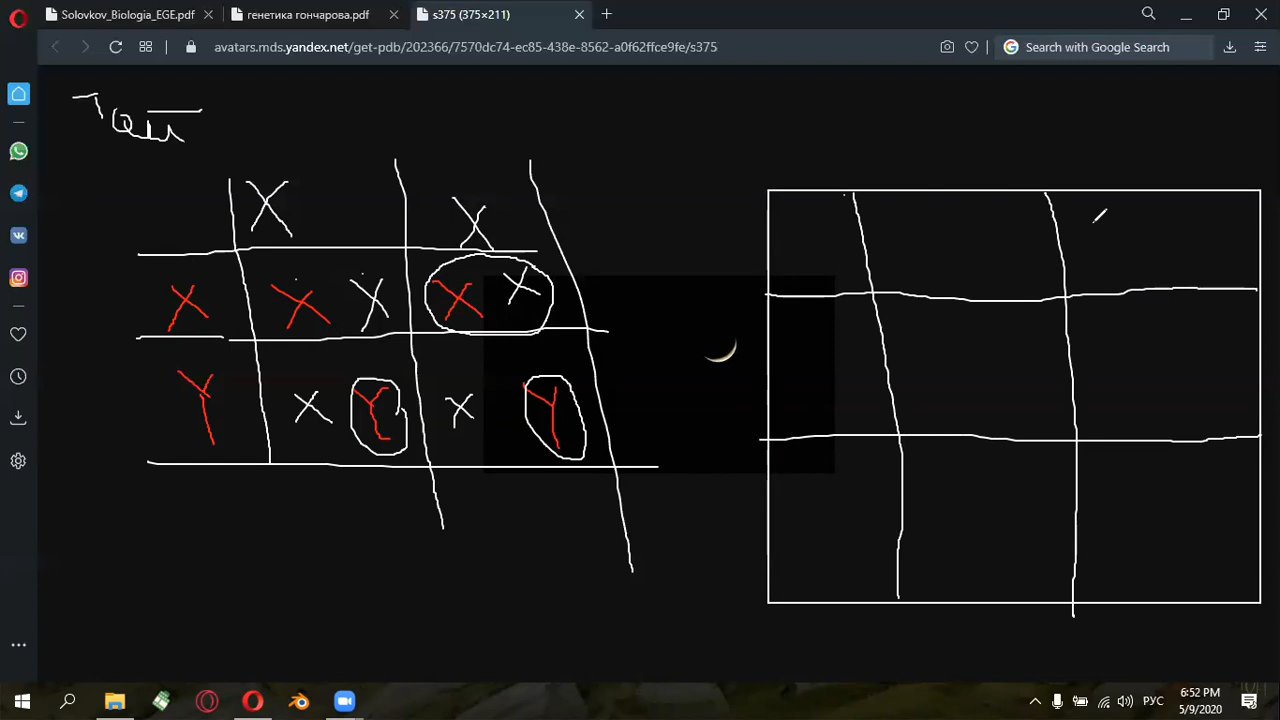 Solovkov_Biologia_EGE.pdf
генетика гончарова.pdf
s375 (375×211)
avatars.mds.yandex.net/get-pdb/202366/7570dc74-ec85-438e-8562-a0f62ffce9fe/s375
Search with Google Search
X X
X X X X X
Y X Y X Y
РУС
6:52 PM
5/9/2020